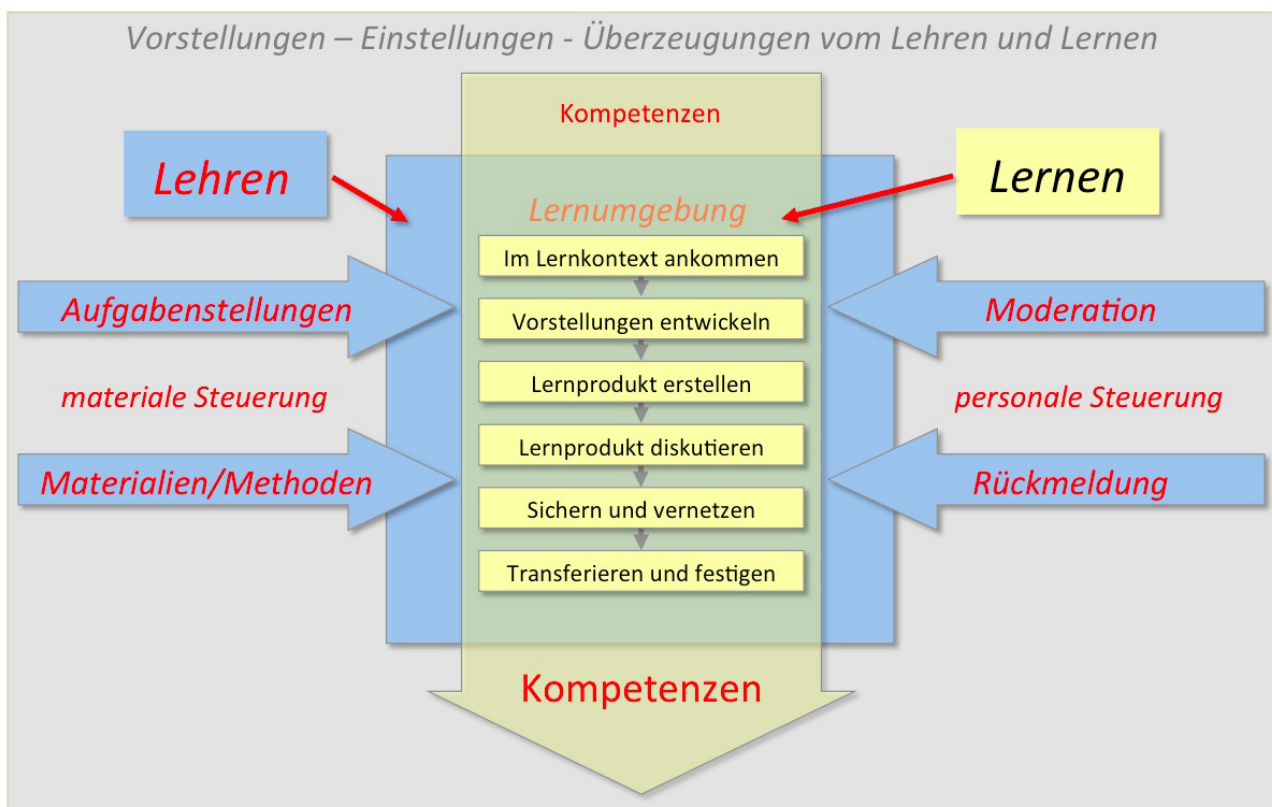 Vorstellungen – Einstellungen - Überzeugungen vom Lehren und Lernen
Kompetenzen
Lehren
Lernen
Lernumgebung
Im Lernkontext ankommen
Aufgabenstellungen
Vorstellungen entwickeln
Moderation
Lernprodukt erstellen
materiale Steuerung
personale Steuerung
Lernprodukt diskutieren
Materialien/Methoden
Rückmeldung
Sichern und vernetzen
Transferieren und festigen
Kompetenzen